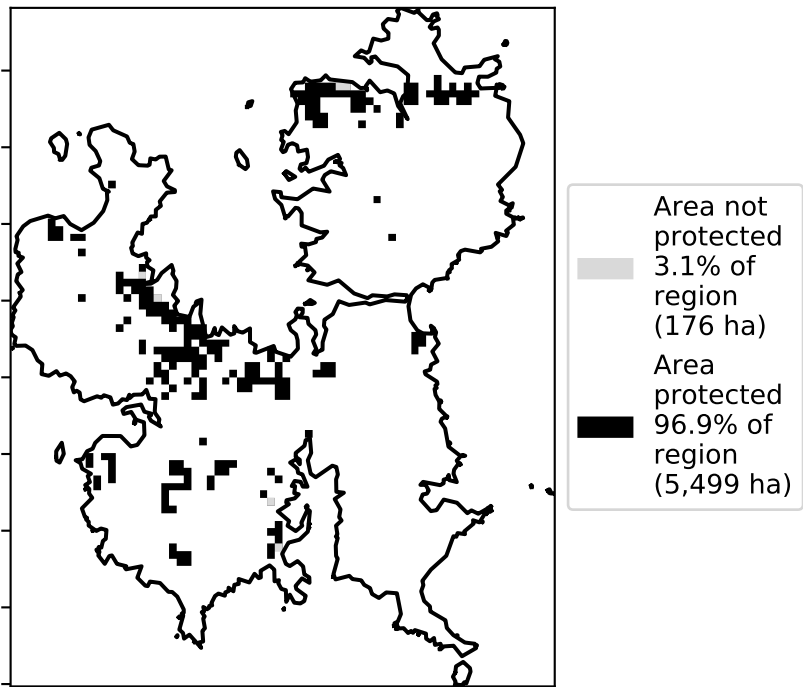 Area not
protected
3.1% of
region
(176 ha)
Area
protected
96.9% of
region
(5,499 ha)